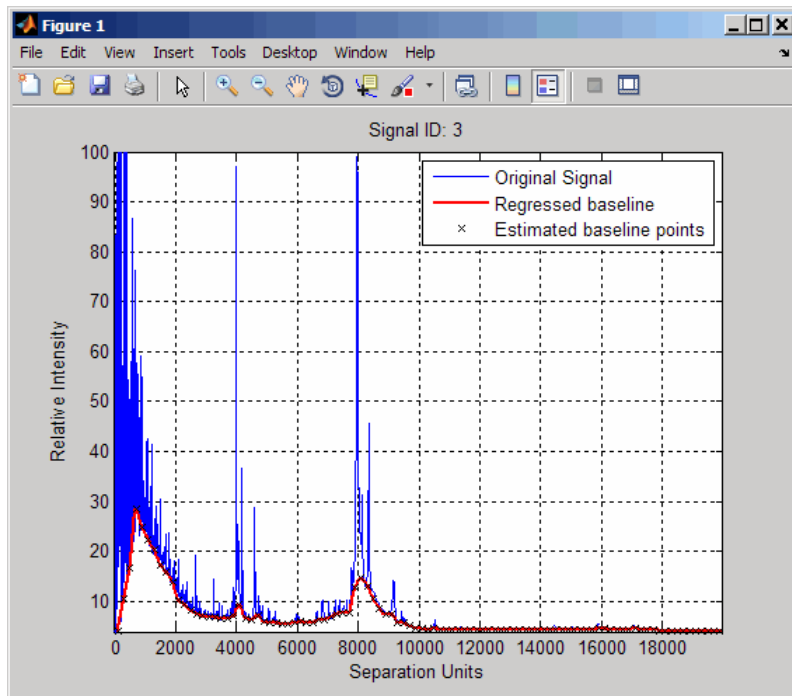 Figure 1
File Edit View Insert Tools Desktop Window Help
Signal ID: 3
Original Signal
Regressed baseline
Estimated baseline points
Relative Intensity
100
90
80
70
60
50
40
30
20
10
0 2000 4000 6000 8000 10000 12000 14000 16000 18000
Separation Units